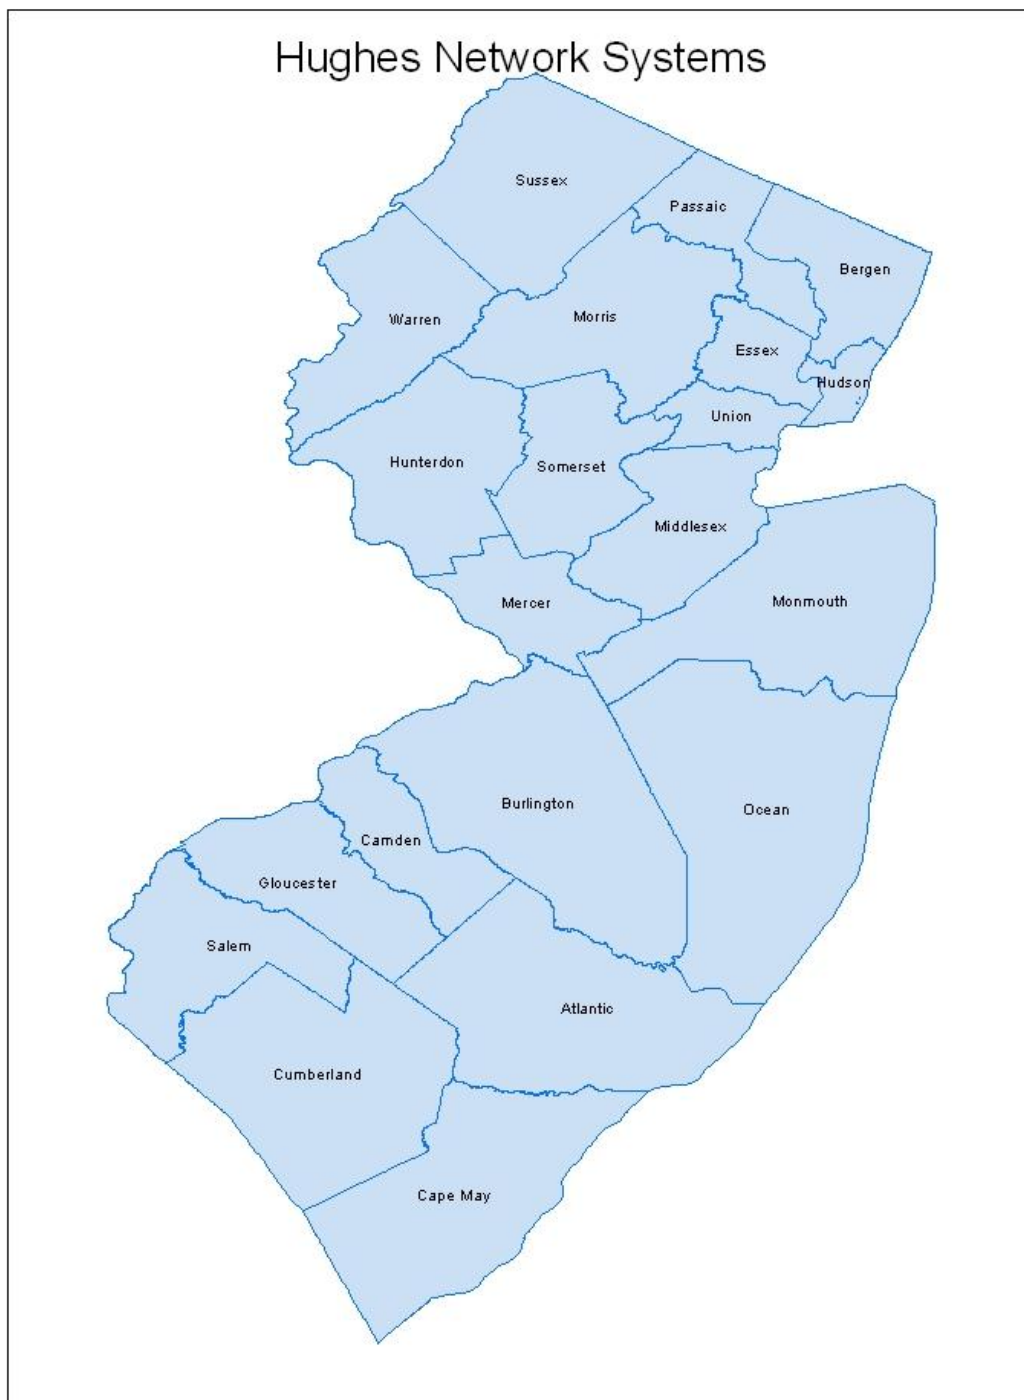 Hughes Network Systems
Sussex
Passaic
Bergen
Warren
Morris
Essex
Hudson
Union
Hunterdon
Somerset
Middlesex
Mercer
Monmouth
Burlington
Ocean
Camden
Gloucester
Salem
Atlantic
Cumberland
Cape May